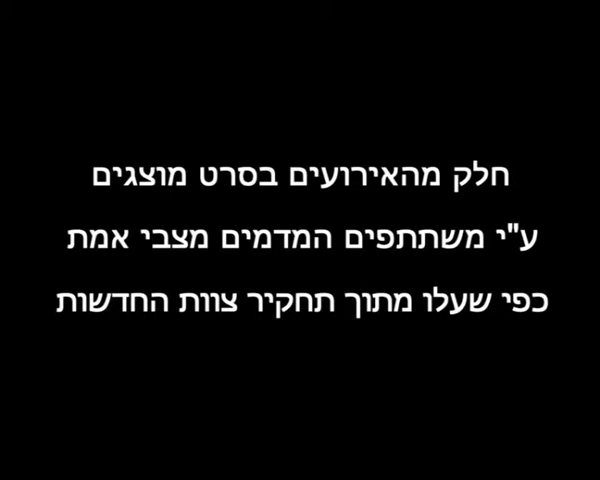 חלק מהאירועים בסרט מוצגים
ע"י משתתפים המדמים מצבי אמת
כפי שעלו מתוך תחקיר צוות החדשות